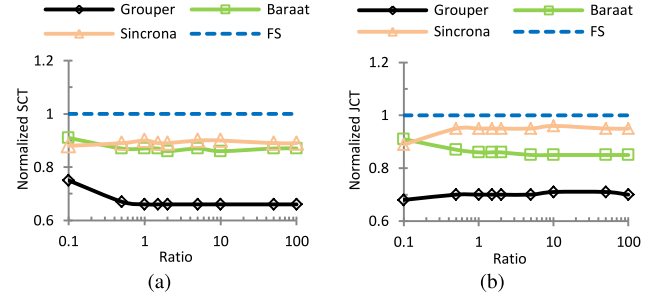 Grouper Baraat
Sincrona FS
1.2
1
0.8
0.6
Normalized SCT
0.1 1 10 100
Ratio
(a)
Grouper Baraat
Sincrona FS
1.2
1
0.8
0.6
Normalized JCT
0.1 1 10 100
Ratio
(b)